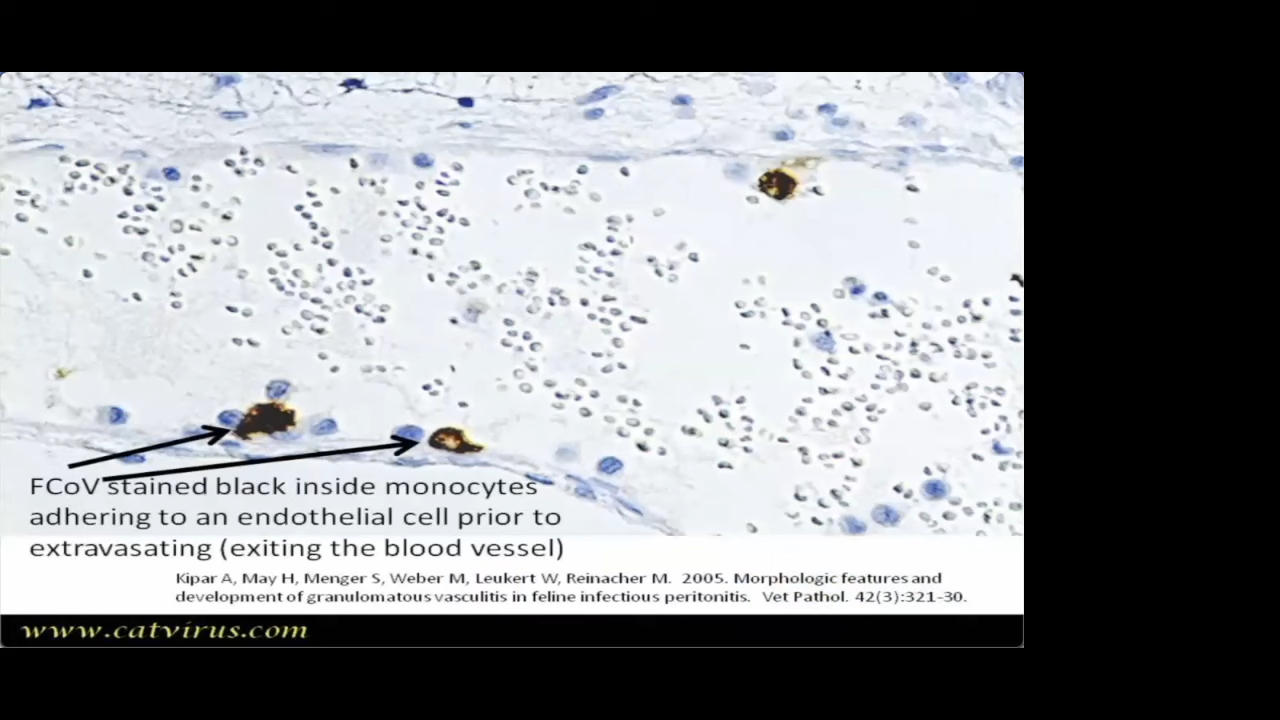 FCoV stained black inside monocytes
adhering to an endothelial cell prior to
extravasating (exiting the blood vessel)
Kipar A, May H, Menger S, Weber M, Leukert W, Reinacher M. 2005. Morphologic features and
development of granulomatous vasculitis in feline infectious peritonitis. Vet Pathol. 42(3):321-30.
www.catvirus.com